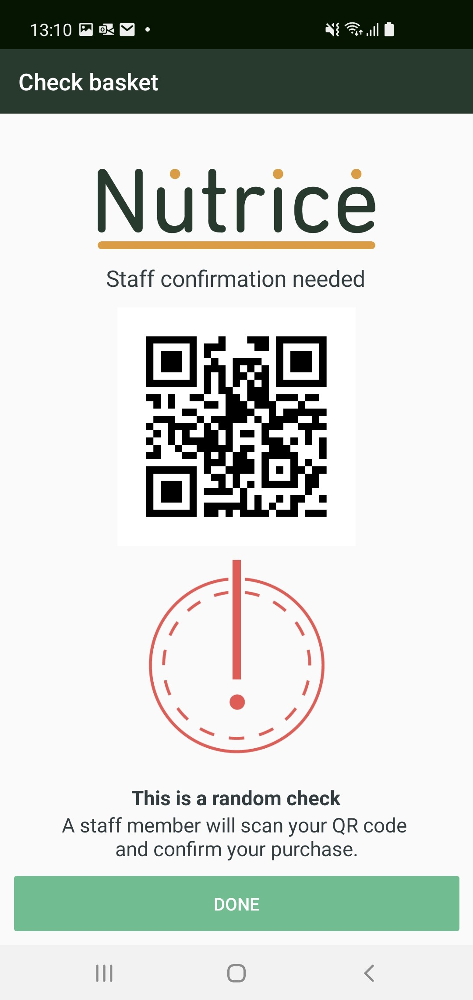 13:10
Check basket
Nutrice
Staff confirmation needed
This is a random check
A staff member will scan your QR code
and confirm your purchase.
DONE